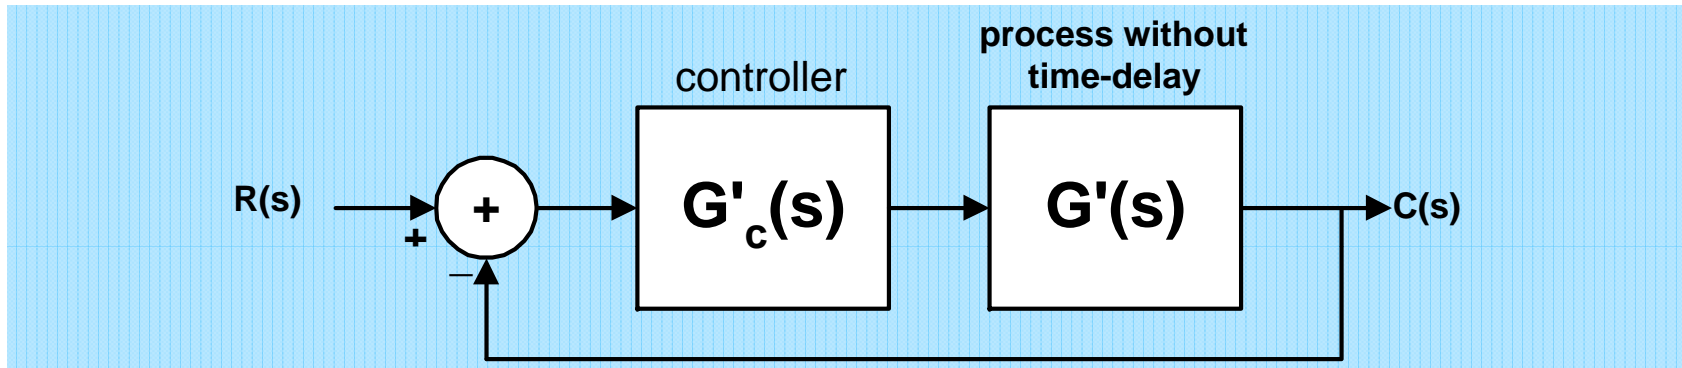 process without
time-delay
controller
R(s)
+
+
−
G'c(s)
G'(s)
C(s)